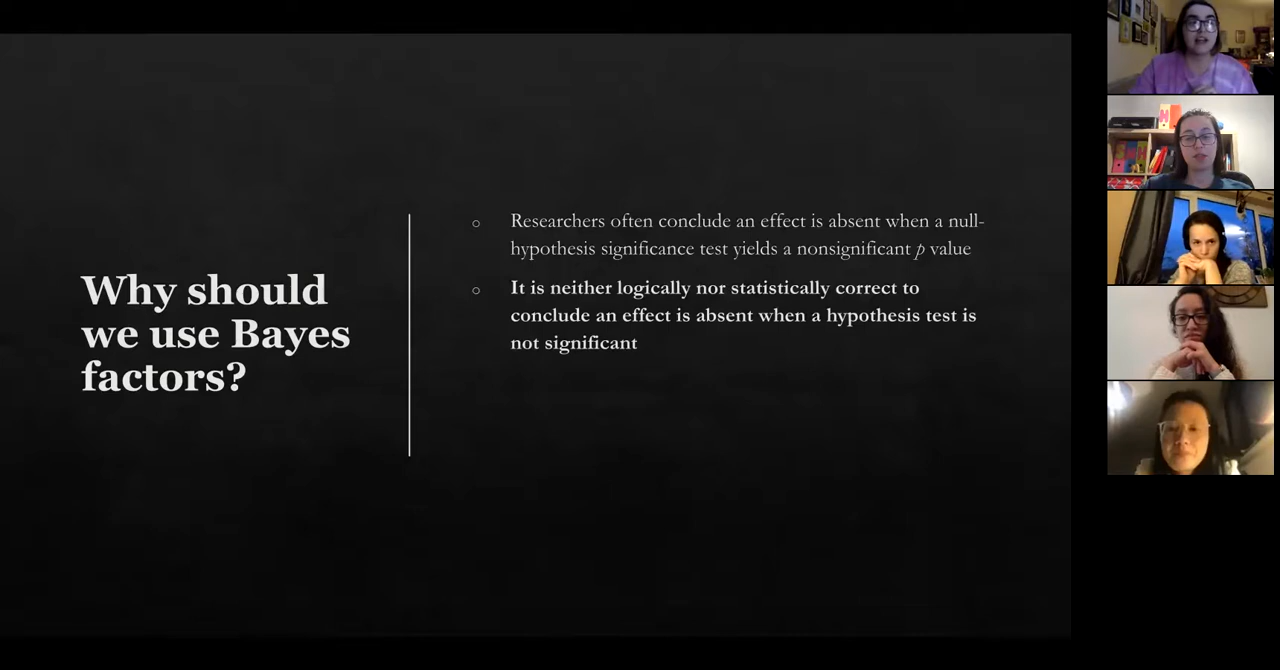 Why should
we use Bayes
factors?
Researchers often conclude an effect is absent when a null-
hypothesis significance test yields a nonsignificant p value
It is neither logically nor statistically correct to
conclude an effect is absent when a hypothesis test is
not significant